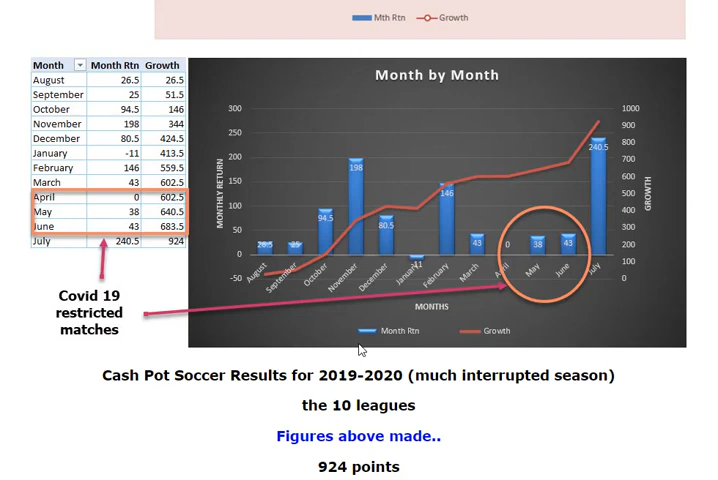 Mth Rtn Growth
Month Month Rtn Growth
August 26.5 26.5
September 25 51.5
October 94.5 146
November 198 344
December 80.5 424.5
January -11 413.5
February 146 559.5
March 43 602.5
April 0 602.5
May 38 640.5
June 43 683.5
July 240.5 924
Covid 19
restricted
matches
Month by Month
MONTHLY RETURN
300
250
200
150
100
50
0
-50
26.5
25
94.5
198
80.5
-11
146
43
0
38
43
240.5
1000
900
800
700
600
500
400
300
200
100
0
GROWTH
August
September
October
November
December
January
February
March
April
May
June
July
MONTHS
Month Rtn Growth
Cash Pot Soccer Results for 2019-2020 (much interrupted season)
the 10 leagues
Figures above made..
924 points